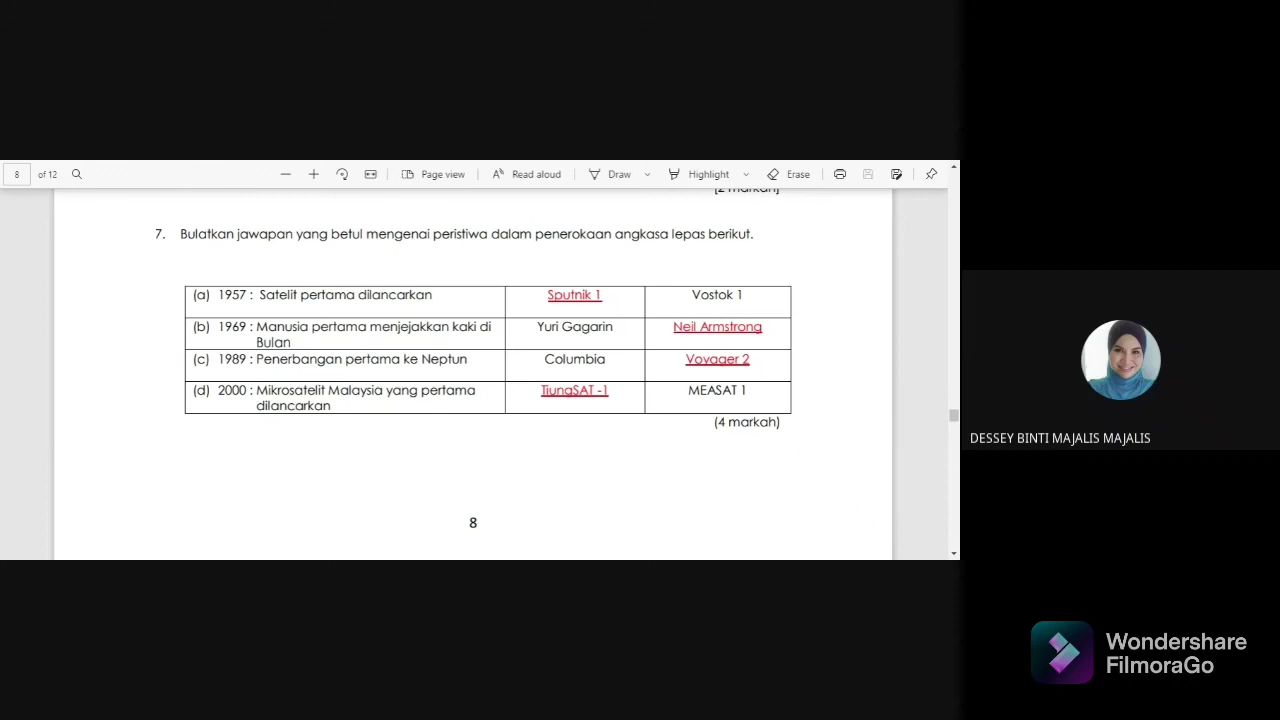 8 of 12 Page view Read aloud Draw Highlight Erase
[2 markah]
7. Bulatkan jawapan yang betul mengenai peristiwa dalam penerokaan angkasa lepas berikut.
(a) 1957 : Satelit pertama dilancarkan Sputnik 1 Vostok 1
(b) 1969 : Manusia pertama menjejakkan kaki di Yuri Gagarin Neil Armstrong
Bulan
(c) 1989 : Penerbangan pertama ke Neptun Columbia Voyager 2
(d) 2000 : Mikrosatelit Malaysia yang pertama TiungSAT -1 MEASAT 1
dilancarkan
(4 markah)
8
DESSEY BINTI MAJALIS MAJALIS
Wondershare
FilmoraGo